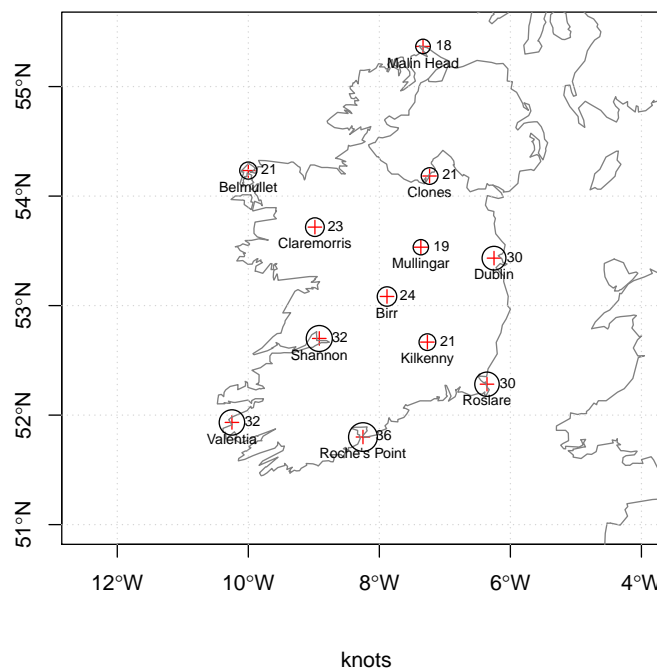 18
Malin Head
55°N
21
Belmullet
21
Clones
54°N
23
Claremorris
19
Mullingar
30
Dublin
24
Birr
53°N
32
Shannon
21
Kilkenny
30
Roslare
52°N
32
Valentia
36
Roche's Point
51°N
12°W 10°W 8°W 6°W 4°W
knots